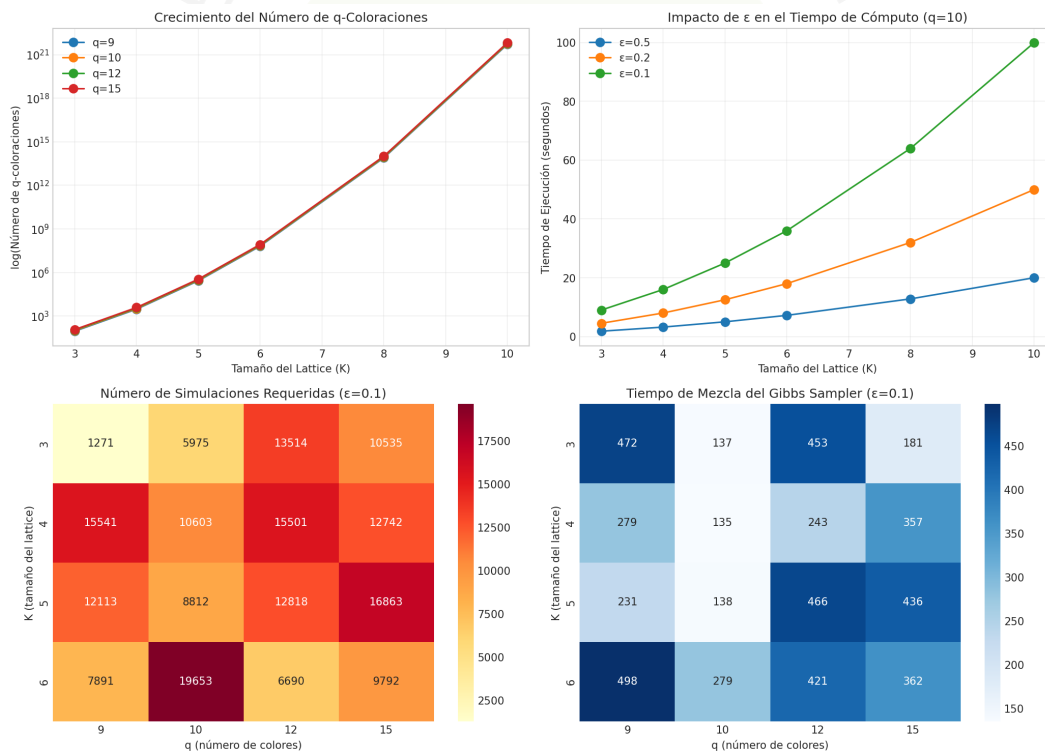 Crecimiento del Número de q-Coloraciones
log(Número de q-coloraciones)
10^21
10^18
10^15
10^12
10^9
10^6
10^3
q=9
q=10
q=12
q=15
3 4 5 6 7 8 9 10
Tamaño del Lattice (K)
Impacto de ε en el Tiempo de Cómputo (q=10)
Tiempo de Ejecución (segundos)
100
80
60
40
20
0
ε=0.5
ε=0.2
ε=0.1
3 4 5 6 7 8 9 10
Tamaño del Lattice (K)
Número de Simulaciones Requeridas (ε=0.1)
K (tamaño del lattice)
3 1271 5975 13514 10535
4 15541 10603 15501 12742
5 12113 8812 12818 16863
6 7891 19653 6690 9792
9 10 12 15
q (número de colores)
17500
15000
12500
10000
7500
5000
2500
Tiempo de Mezcla del Gibbs Sampler (ε=0.1)
K (tamaño del lattice)
3 472 137 453 181
4 279 135 243 357
5 231 138 466 436
6 498 279 421 362
9 10 12 15
q (número de colores)
450
400
350
300
250
200
150